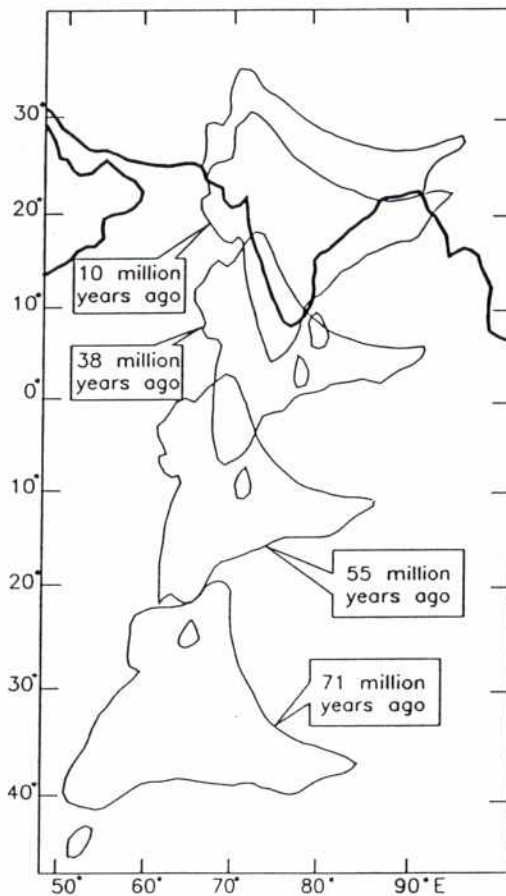 30°
20°
10 million
years ago
10°
38 million
years ago
0°
10°
55 million
years ago
20°
71 million
years ago
30°
40°
50° 60° 70° 80° 90° E